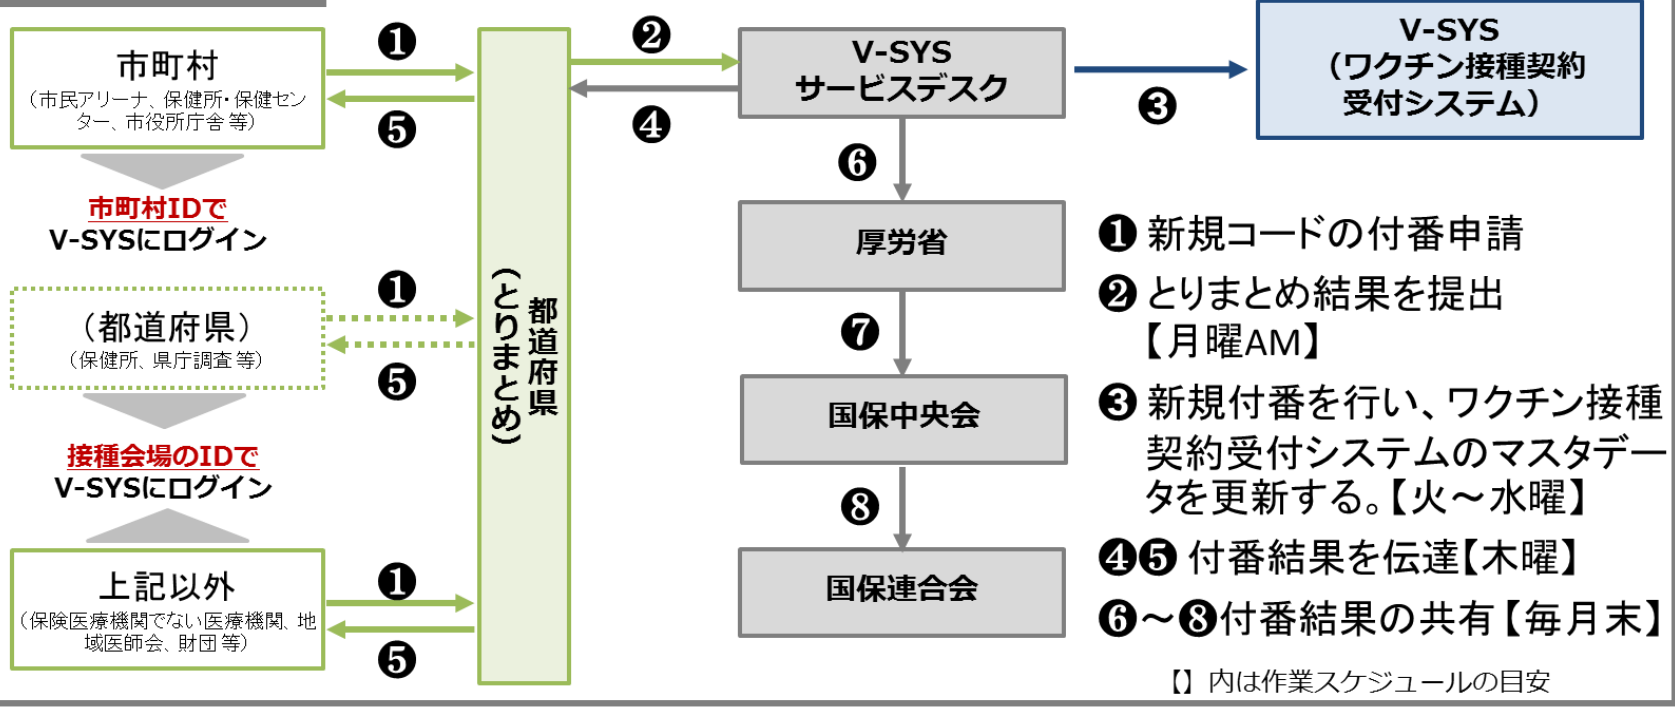 市町村
（市民アリーナ、保健所・保健セン
ター、市役所庁舎 等）
市町村IDで
V-SYSにログイン
（都道府県）
（保健所、県庁調査 等）
接種会場のIDで
V-SYSにログイン
上記以外
（保険医療機関でない医療機関、地
域医師会、財団 等）
❶
❺
❶
❺
❶
❺
都道府県
（とりまとめ）
❷
❹
V-SYS
サービスデスク
❸
V-SYS
（ワクチン接種契約
受付システム）
❻
厚労省
❼
国保中央会
❽
国保連合会
❶ 新規コードの付番申請
❷ とりまとめ結果を提出
【月曜AM】
❸ 新規付番を行い、ワクチン接種
契約受付システムのマスタデー
タを更新する。【火～水曜】
❹❺ 付番結果を伝達【木曜】
❻～❽付番結果の共有【毎月末】
【】内は作業スケジュールの目安